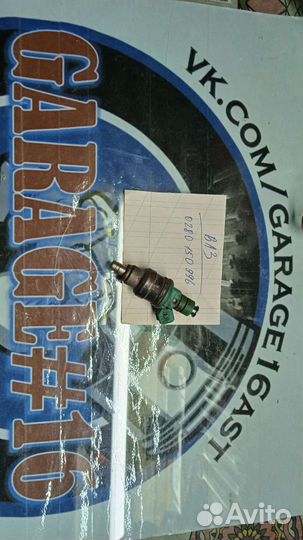 GARAGE#16
VK.COM/GARAGE16AST
ВАЗ
0280 150 996
Avito